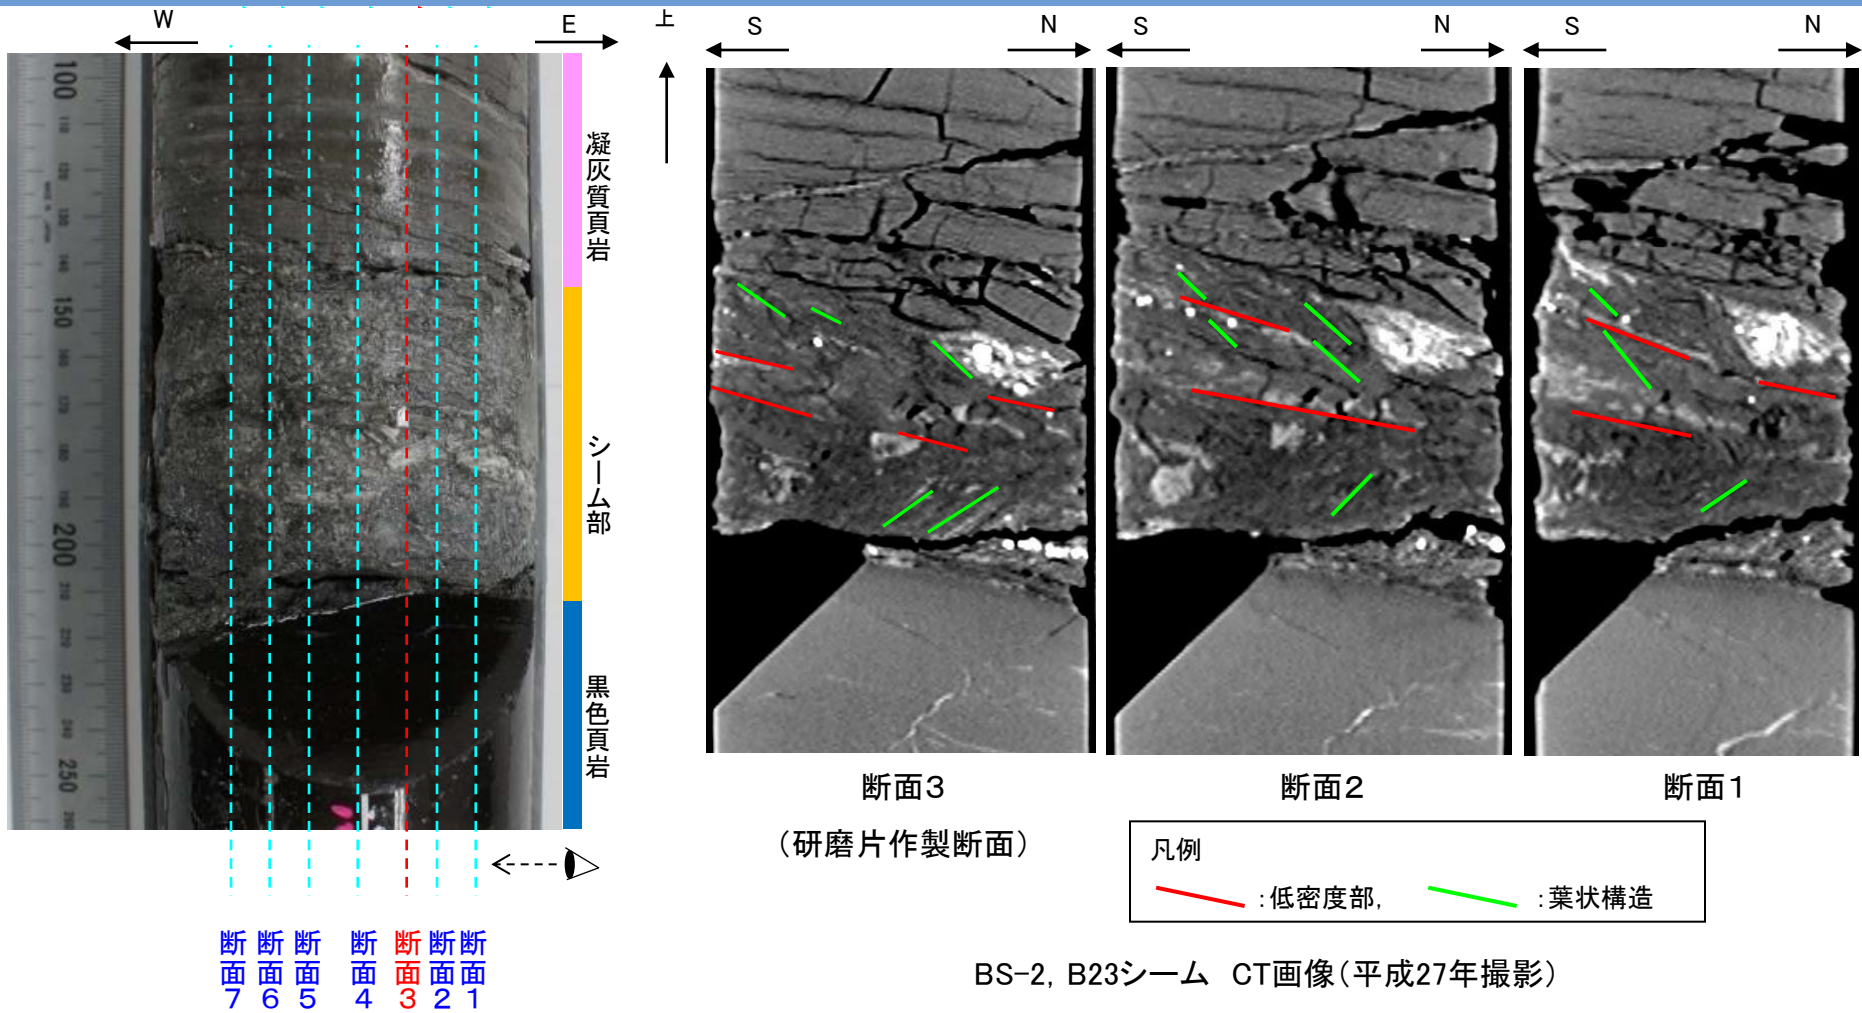 W
E
上
S
N
S
N
S
N
100
150
200
250
凝灰質頁岩
シーム部
黒色頁岩
断面3
断面2
断面1
（研磨片作製断面）
凡例
:低密度部,
:葉状構造
断面7
断面6
断面5
断面4
断面3
断面2
断面1
BS-2, B23シーム　CT画像（平成27年撮影）